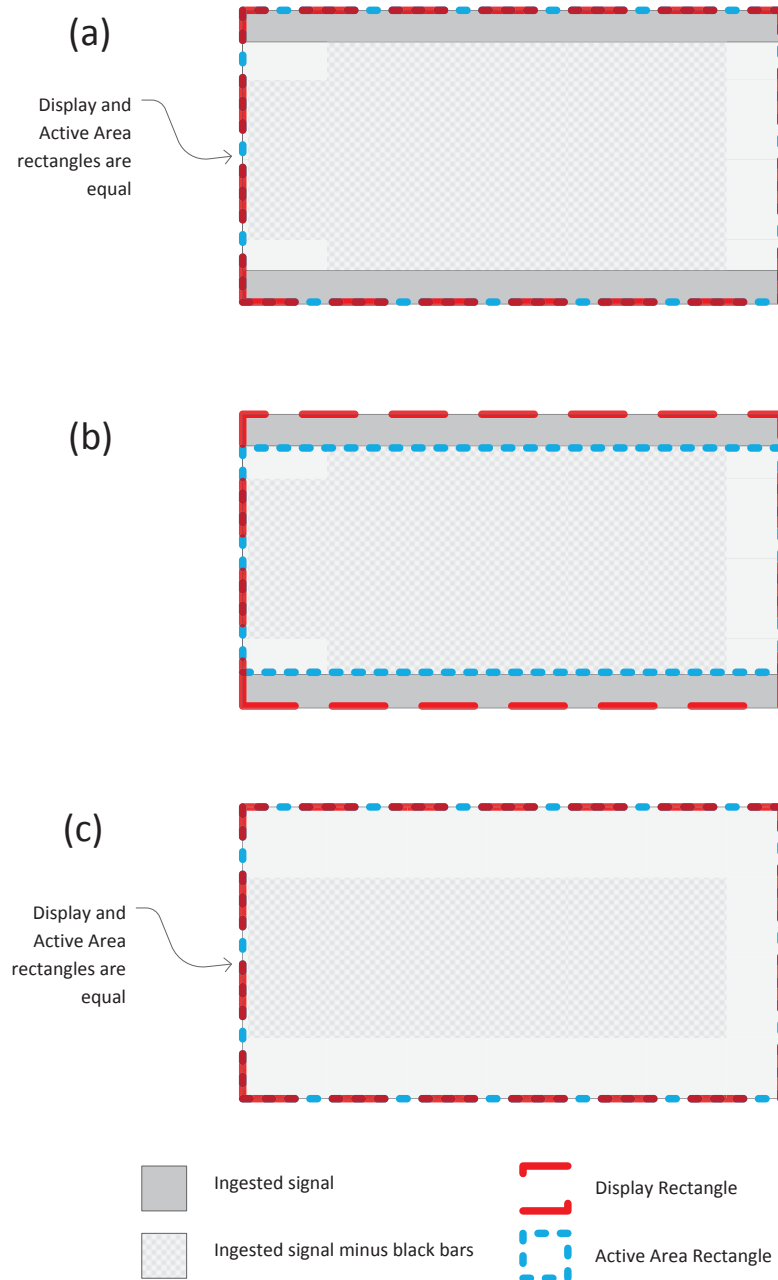 (a)
Display and
Active Area
rectangles are
equal
(b)
(c)
Display and
Active Area
rectangles are
equal
Ingested signal
Display Rectangle
Ingested signal minus black bars
Active Area Rectangle